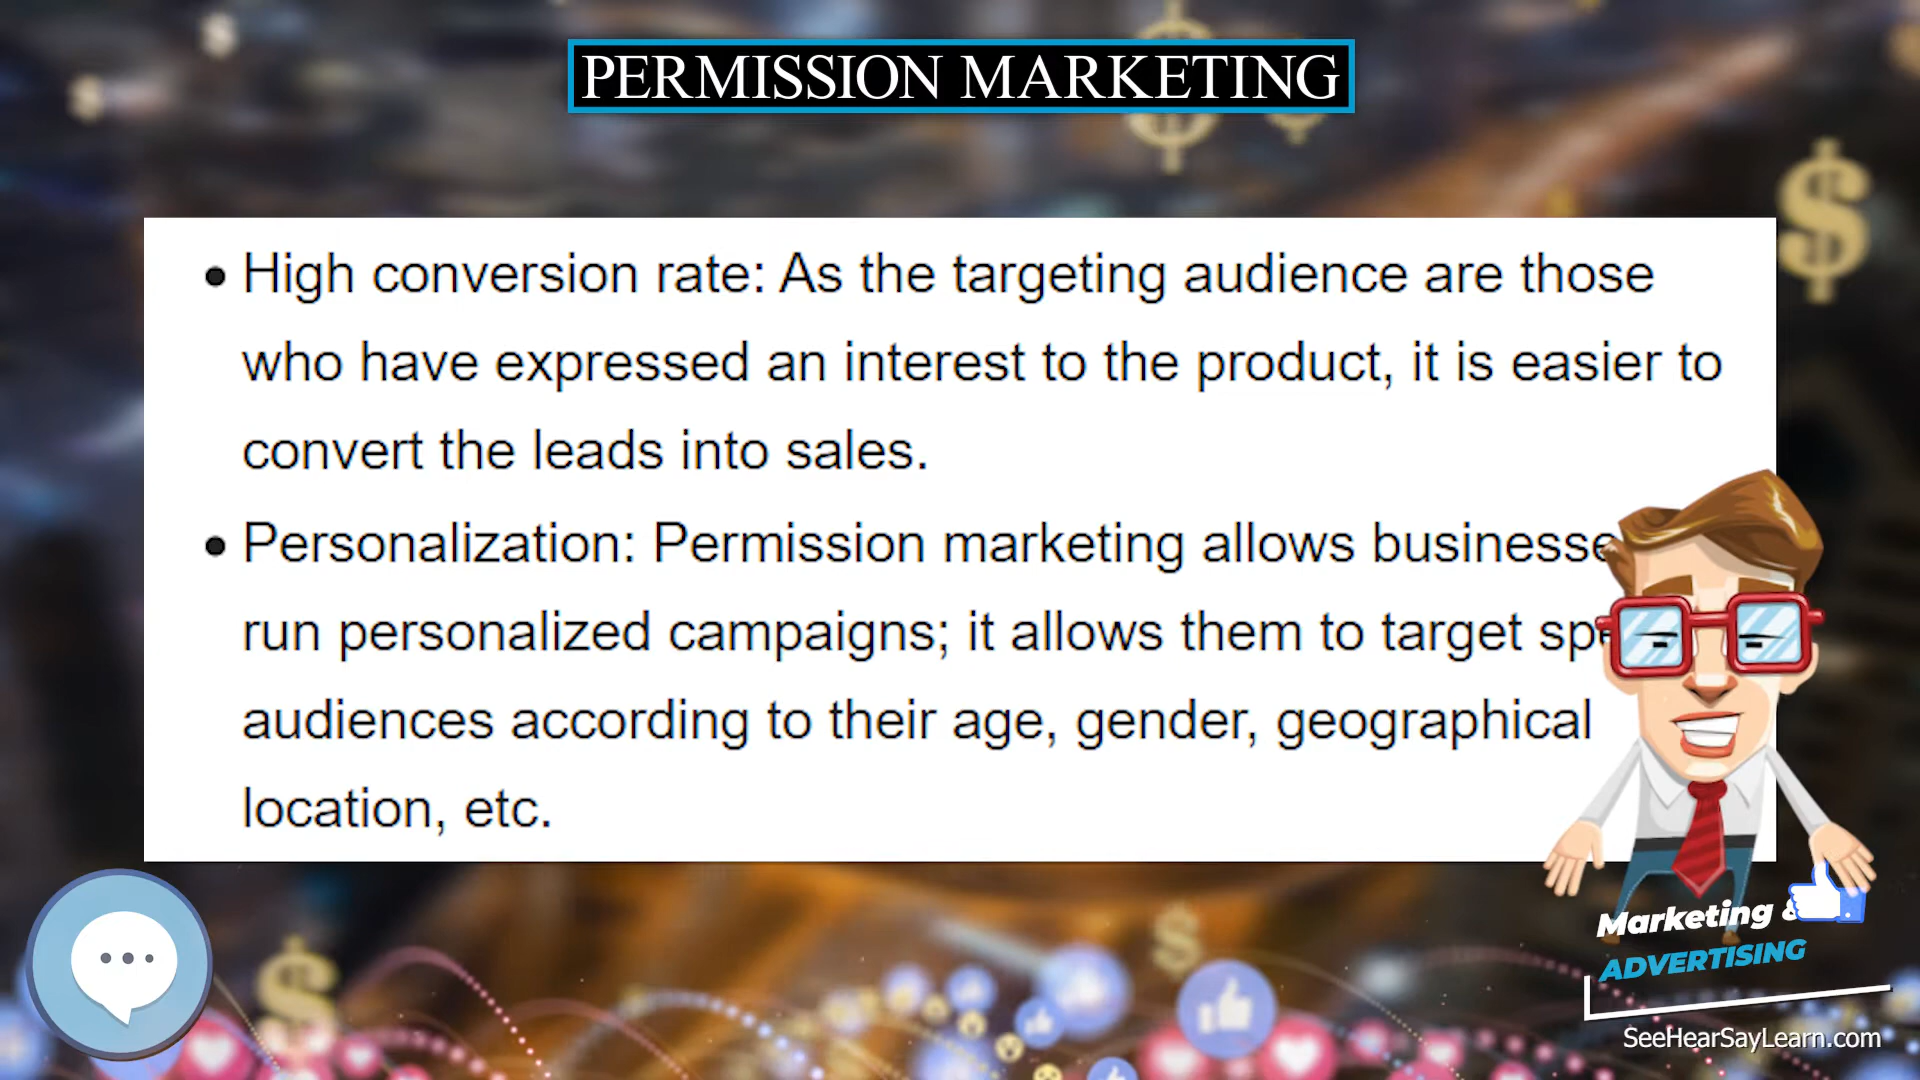 PERMISSION MARKETING
• High conversion rate: As the targeting audience are those
who have expressed an interest to the product, it is easier to
convert the leads into sales.
• Personalization: Permission marketing allows
run personalized campaigns; it allows them to target
audiences according to their age, gender, geographical
location, etc.
Marketing &
ADVERTISING
SeeHearSayLearn.com